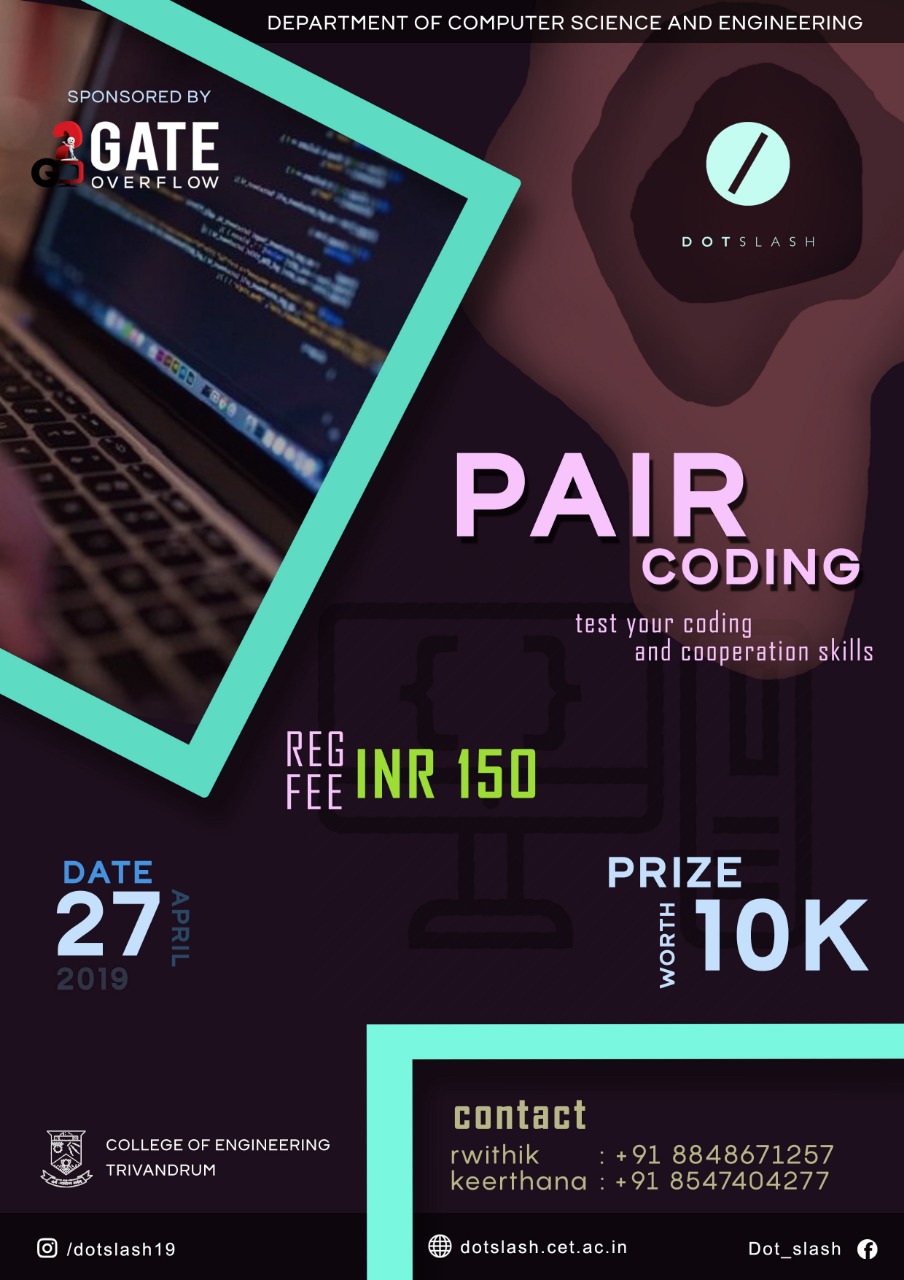 DEPARTMENT OF COMPUTER SCIENCE AND ENGINEERING
SPONSORED BY
GATE
OVERFLOW
DOTSLASH
PAIR
CODING
test your coding
and cooperation skills
REG
FEE
INR 150
DATE
27
APRIL
2019
PRIZE
WORTH
10K
contact
rwithik : +91 8848671257
keerthana : +91 8547404277
COLLEGE OF ENGINEERING
TRIVANDRUM
/dotslash19
dotslash.cet.ac.in
Dot_slash